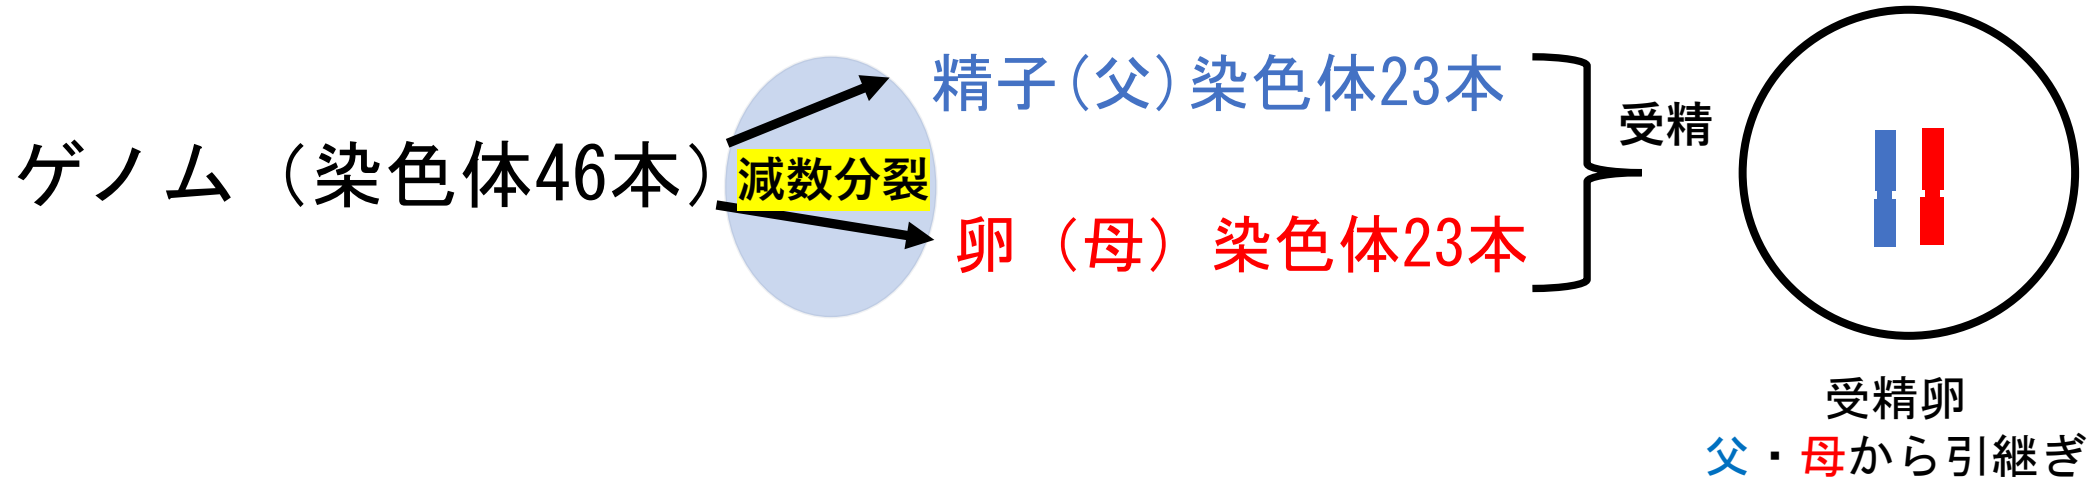 ゲノム（染色体46本）
減数分裂
精子(父)染色体23本
卵（母）染色体23本
受精
受精卵
父・母から引継ぎ